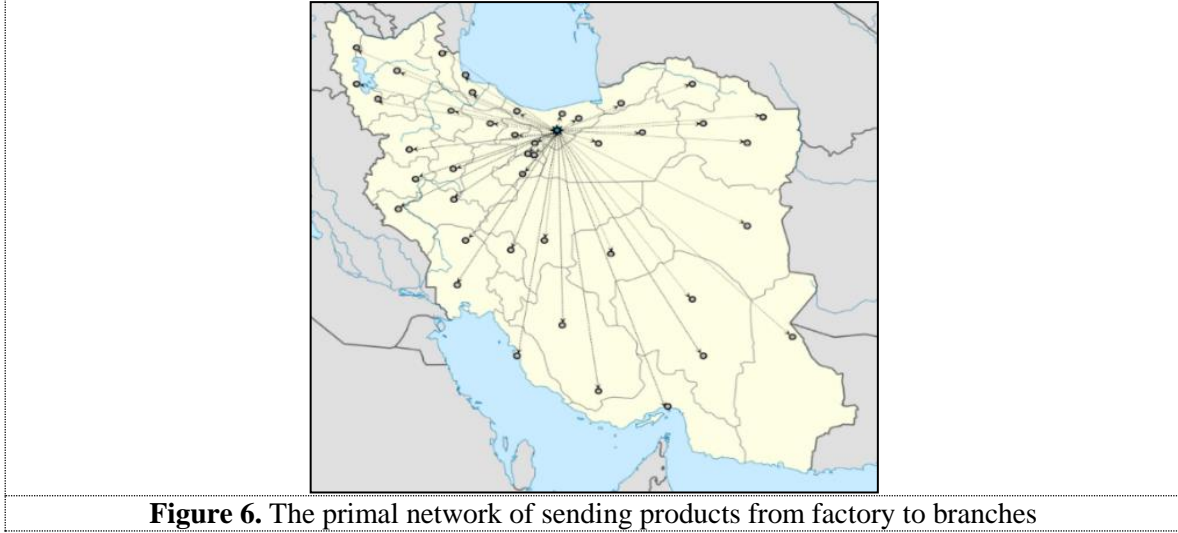 Figure 6. The primal network of sending products from factory to branches